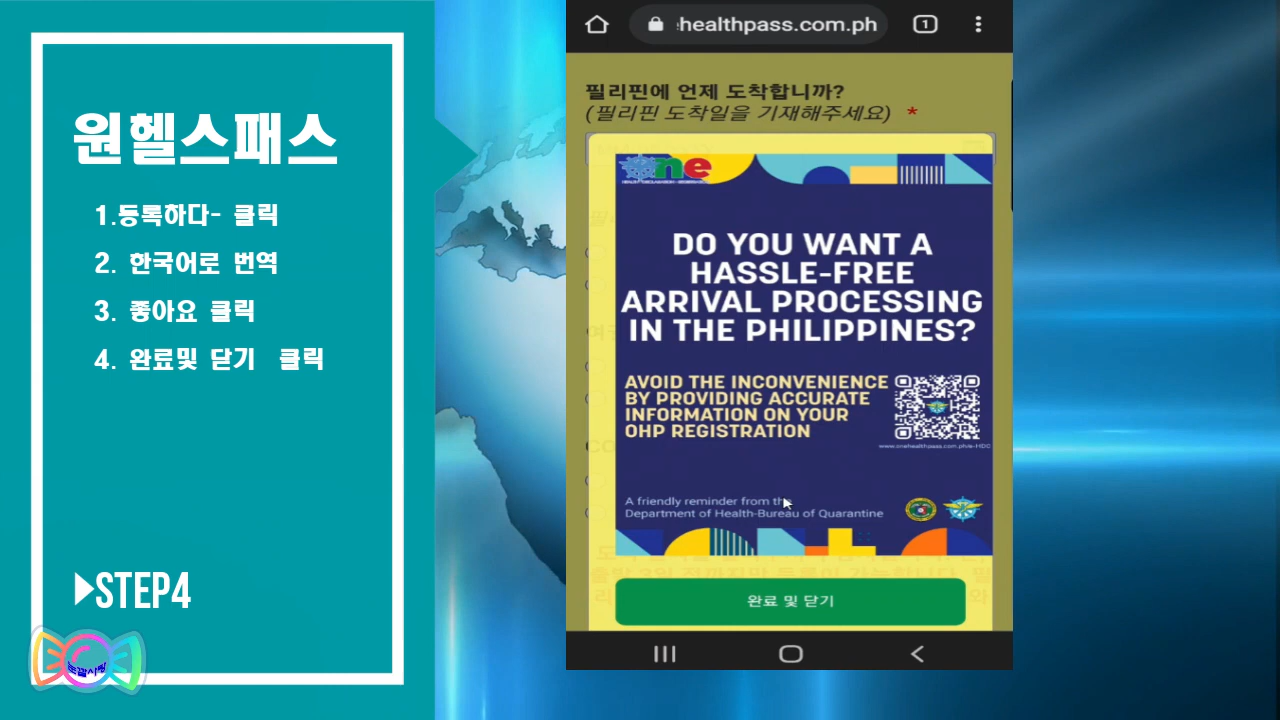 원헬스패스
1.등록하다- 클릭
2. 한국어로 번역
3. 좋아요 클릭
4. 완료및 닫기 클릭
▶STEP4
눈깔사탕
healthpass.com.ph
1
필리핀에 언제 도착합니까?
(필리핀 도착일을 기재해주세요) *
one
DO YOU WANT A
HASSLE-FREE
ARRIVAL PROCESSING
IN THE PHILIPPINES?
AVOID THE INCONVENIENCE
BY PROVIDING ACCURATE
INFORMATION ON YOUR
OHP REGISTRATION
A friendly reminder from the
Department of Health-Bureau of Quarantine
완료 및 닫기